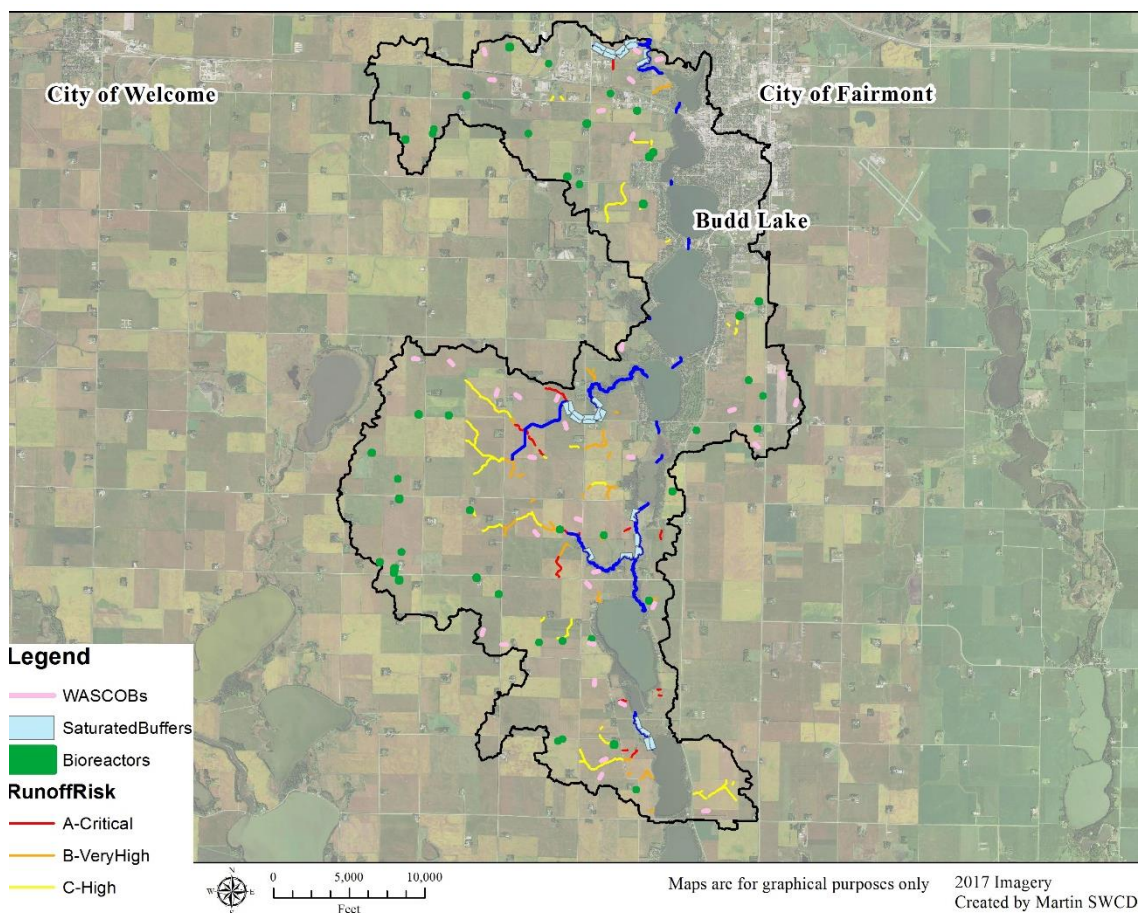 City of Welcome
City of Fairmont
Budd Lake
Legend
WASCOBs
SaturatedBuffers
Bioreactors
RunoffRisk
A-Critical
B-VeryHigh
C-High
N
W E
S
0 5,000 10,000
Feet
Maps are for graphical purposes only
2017 Imagery
Created by Martin SWCD